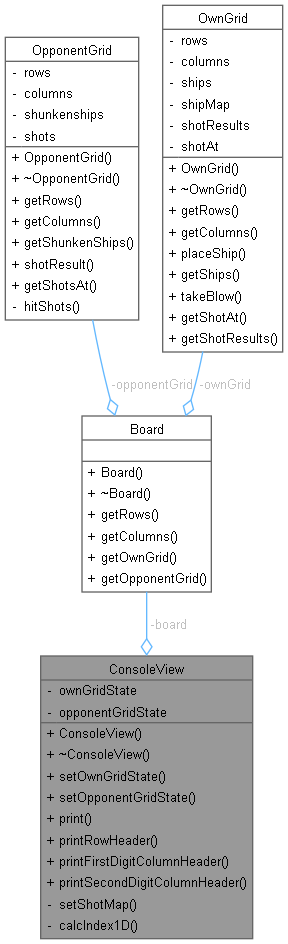 OpponentGrid
- rows
- columns
- shunkenships
- shots
+ OpponentGrid()
+ ~OpponentGrid()
+ getRows()
+ getColumns()
+ getShunkenShips()
+ shotResult()
+ getShotsAt()
- hitShots()
OwnGrid
- rows
- columns
- ships
- shipMap
- shotResults
- shotAt
+ OwnGrid()
+ ~OwnGrid()
+ getRows()
+ getColumns()
+ placeShip()
+ getShips()
+ takeBlow()
+ getShotAt()
+ getShotResults()
-opponentGrid
-ownGrid
Board
+ Board()
+ ~Board()
+ getRows()
+ getColumns()
+ getOwnGrid()
+ getOpponentGrid()
-board
ConsoleView
- ownGridState
- opponentGridState
+ ConsoleView()
+ ~ConsoleView()
+ setOwnGridState()
+ setOpponentGridState()
+ print()
+ printRowHeader()
+ printFirstDigitColumnHeader()
+ printSecondDigitColumnHeader()
- setShotMap()
- calcIndex1D()